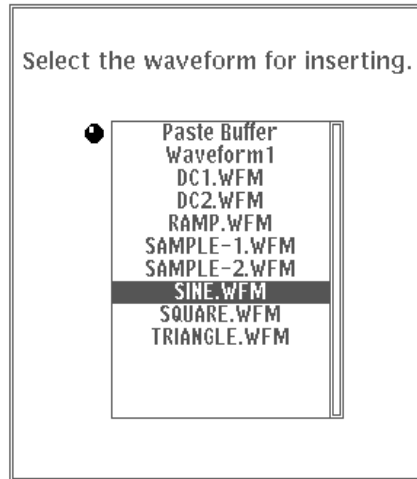 Select the waveform for inserting.
Paste Buffer
Waveform1
DC1.WFM
DC2.WFM
RAMP.WFM
SAMPLE-1.WFM
SAMPLE-2.WFM
SINE.WFM
SQUARE.WFM
TRIANGLE.WFM